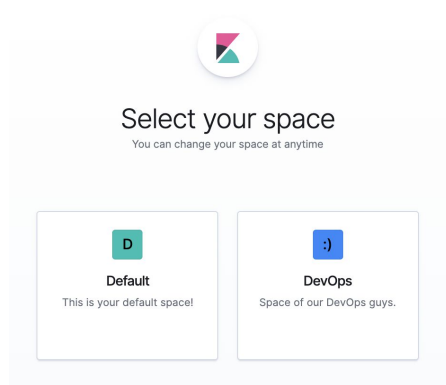 Select your space
You can change your space at anytime
D
:)
Default
DevOps
This is your default space!
Space of our DevOps guys.